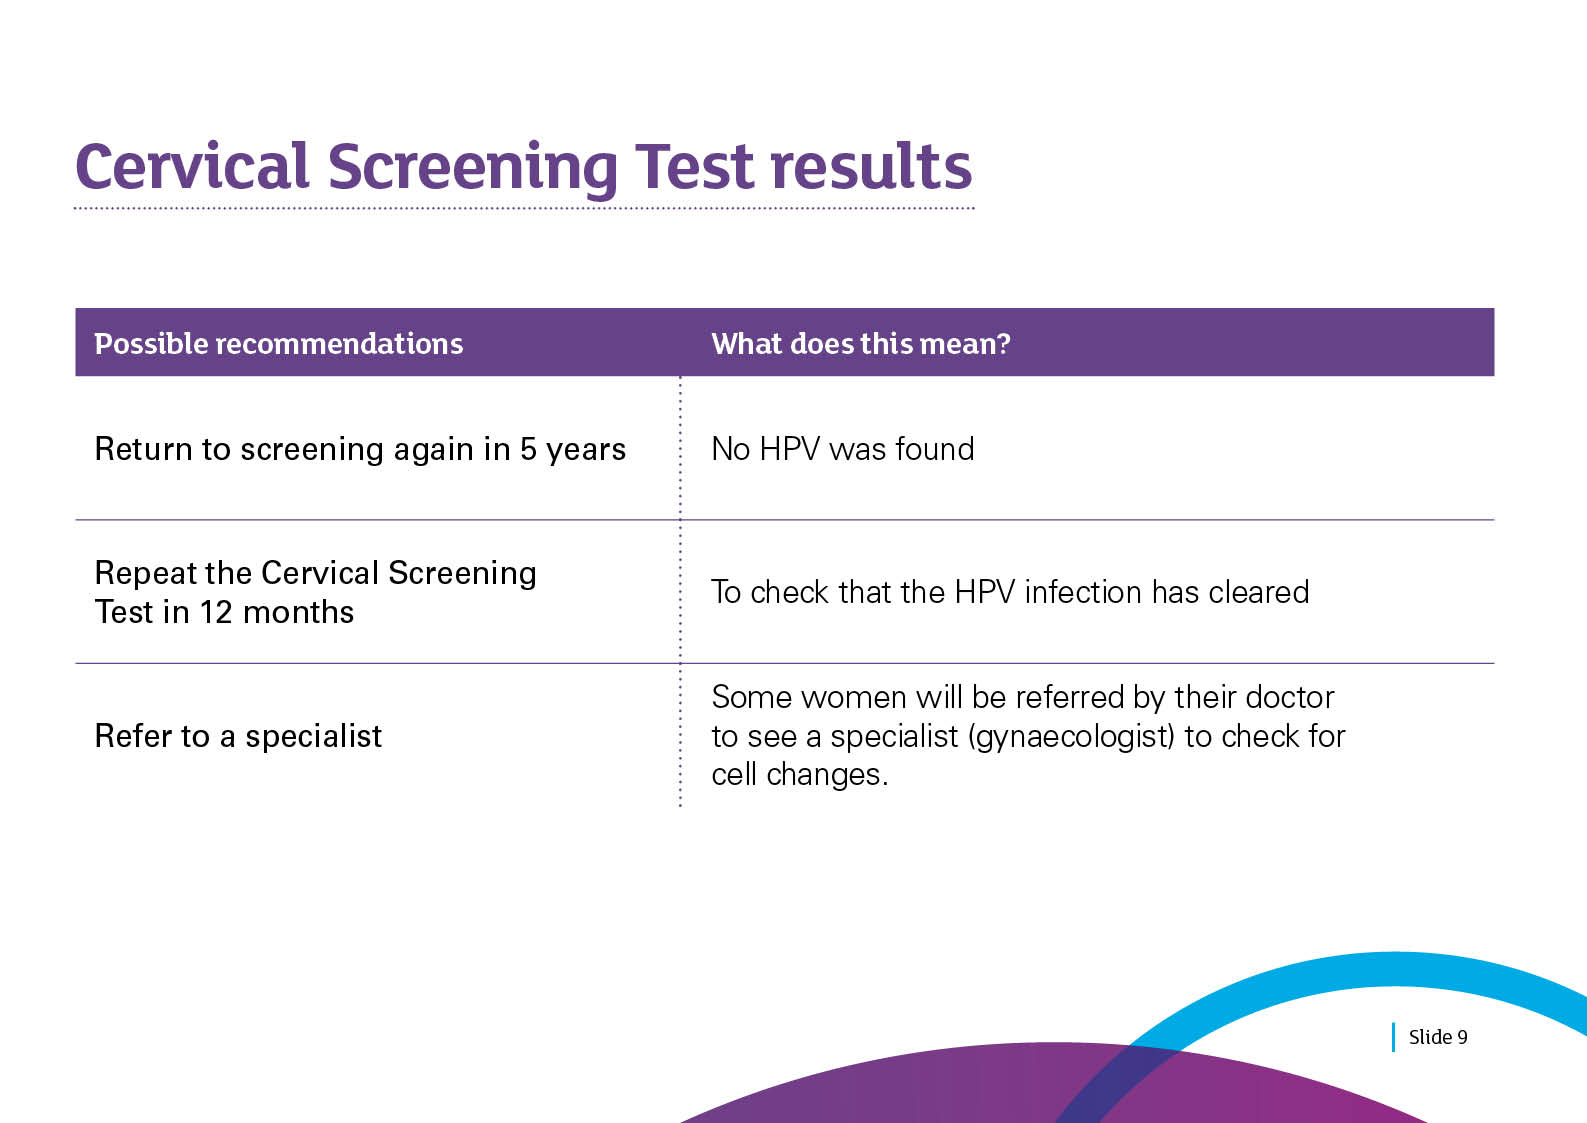 Cervical Screening Test results
Possible recommendations
What does this mean?
Return to screening again in 5 years
No HPV was found
Repeat the Cervical Screening
Test in 12 months
To check that the HPV infection has cleared
Refer to a specialist
Some women will be referred by their doctor
to see a specialist (gynaecologist) to check for
cell changes.
Slide 9